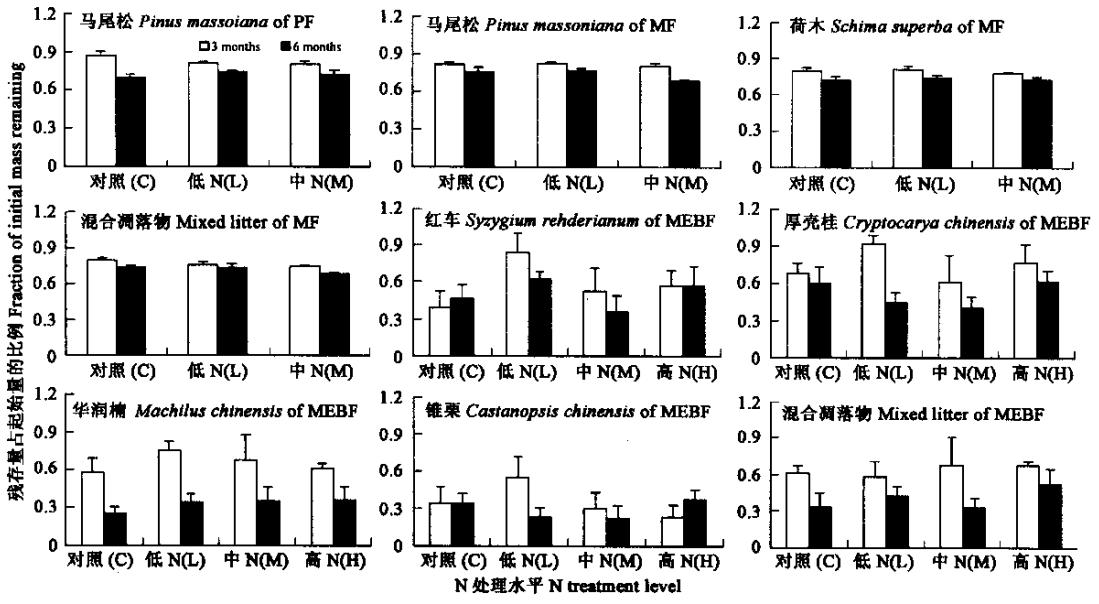 残存量占起始量的比例 Fraction of initial mass remaining
马尾松 Pinus massoiana of PF
□3 months ■6 months
1.2
0.9
0.6
0.3
0
对照 (C) 低 N(L) 中 N(M)
马尾松 Pinus massoniana of MF
1.2
0.9
0.6
0.3
0
对照 (C) 低 N(L) 中 N(M)
荷木 Schima superba of MF
1.2
0.9
0.6
0.3
0
对照 (C) 低 N(L) 中 N(M)
混合凋落物 Mixed litter of MF
1.2
0.9
0.6
0.3
0
对照 (C) 低 N(L) 中 N(M)
红车 Syzygium rehderianum of MEBF
1.2
0.9
0.6
0.3
0
对照 (C) 低 N(L) 中 N(M) 高 N(H)
厚壳桂 Cryptocarya chinensis of MEBF
1.2
0.9
0.6
0.3
0
对照 (C) 低 N(L) 中 N(M) 高 N(H)
华润楠 Machilus chinensis of MEBF
1.2
0.9
0.6
0.3
0
对照 (C) 低 N(L) 中 N(M) 高 N(H)
锥栗 Castanopsis chinensis of MEBF
1.2
0.9
0.6
0.3
0
对照 (C) 低 N(L) 中 N(M) 高 N(H)
混合凋落物 Mixed litter of MEBF
1.2
0.9
0.6
0.3
0
对照 (C) 低 N(L) 中 N(M) 高 N(H)
N 处理水平 N treatment level